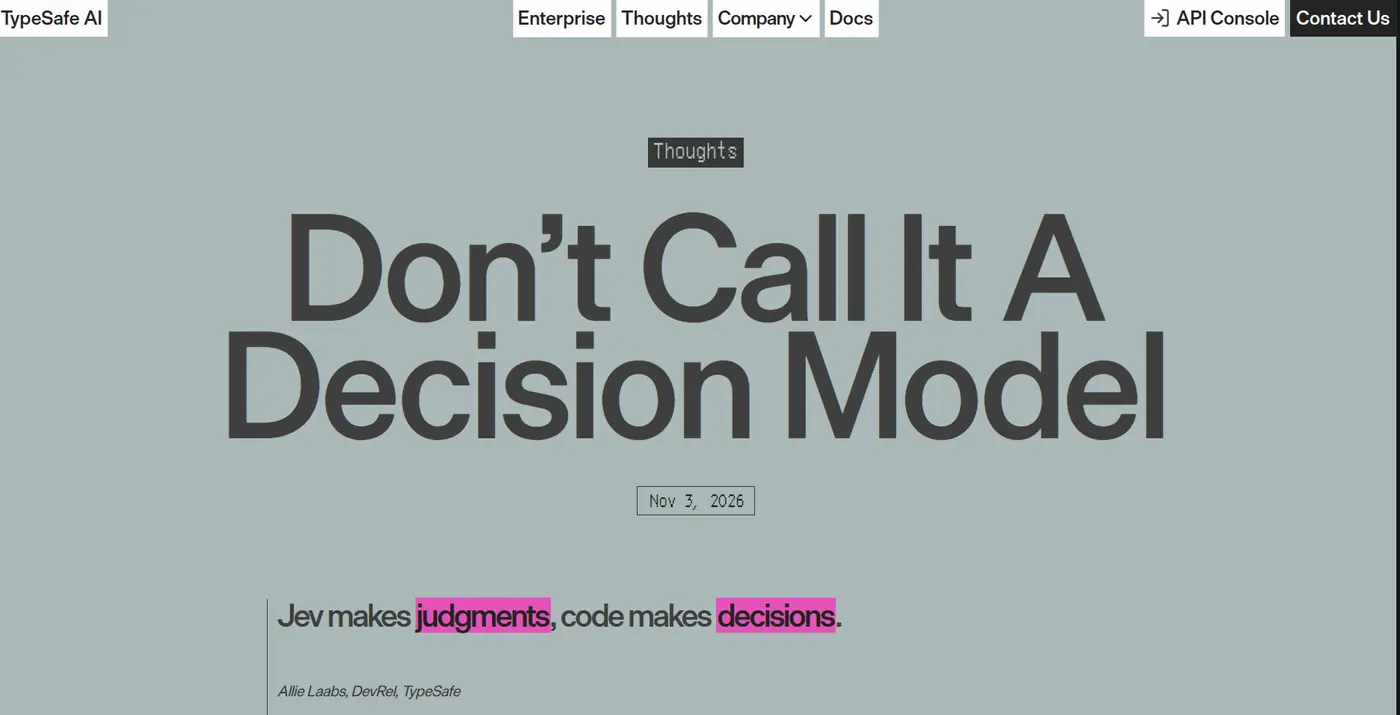 TypeSafe AI
Enterprise
Thoughts
Company
Docs
API Console
Contact Us
Thoughts
Don’t Call It A
Decision Model
Nov 3, 2026
Jev makes judgments, code makes decisions.
Allie Laabs, DevRel, TypeSafe